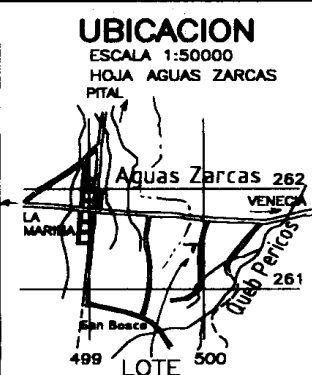 UBICACION
ESCALA 1:50000
HOJA AGUAS ZARCAS
PITAL
Aguas Zarcas 262
LA MARINA
VENECIA
Queb Pericos
261
San Bosco
499
500
LOTE